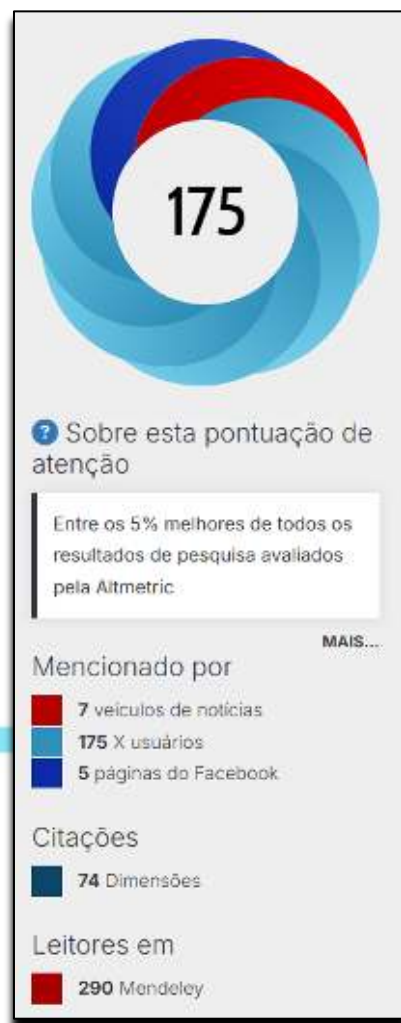 175
? Sobre esta pontuação de
atenção
Entre os 5% melhores de todos os
resultados de pesquisa avaliados
pela Altmetric
MAIS...
Mencionado por
7 veículos de notícias
175 X usuários
5 páginas do Facebook
Citações
74 Dimensões
Leitores em
290 Mendeley